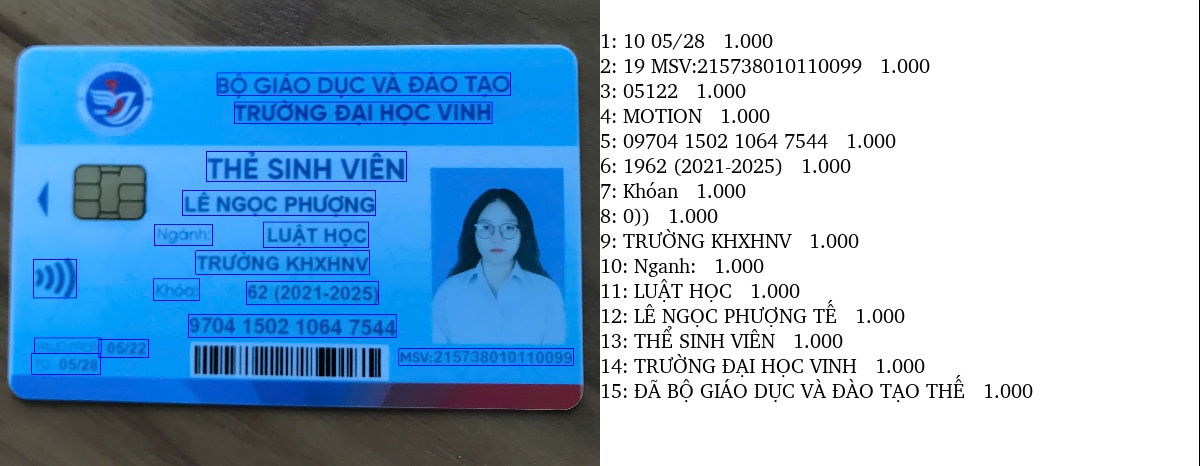 BỘ GIÁO DỤC VÀ ĐÀO TẠO
TRƯỜNG ĐẠI HỌC VINH
THẺ SINH VIÊN
LÊ NGỌC PHƯỢNG
Ngành: LUẬT HỌC
TRƯỜNG KHXHNV
Khóa: 62 (2021-2025)
9704 1502 1064 7544
05/22
TO: 05/28
MSV:215738010110099
1: 10 05/28 1.000
2: 19 MSV:215738010110099 1.000
3: 05122 1.000
4: MOTION 1.000
5: 09704 1502 1064 7544 1.000
6: 1962 (2021-2025) 1.000
7: Khóan 1.000
8: 0)) 1.000
9: TRƯỜNG KHXHNV 1.000
10: Nganh: 1.000
11: LUẬT HỌC 1.000
12: LÊ NGỌC PHƯỢNG TẾ 1.000
13: THỂ SINH VIÊN 1.000
14: TRƯỜNG ĐẠI HỌC VINH 1.000
15: ĐÃ BỘ GIÁO DỤC VÀ ĐÀO TẠO THẾ 1.000